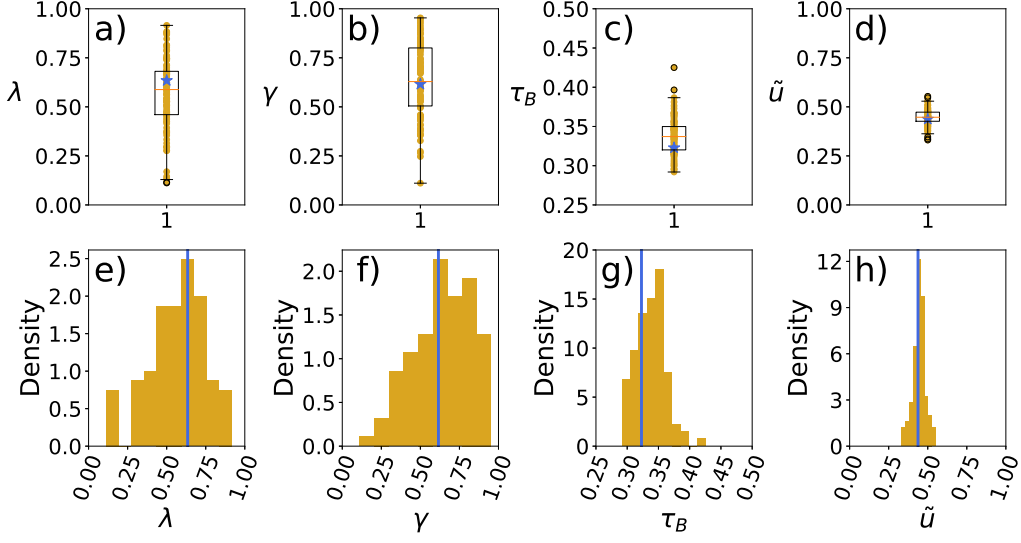 a)
1.00
0.75
λ
0.50
0.25
0.00
1
b)
1.00
0.75
γ
0.50
0.25
0.00
1
c)
0.50
0.45
0.40
τ_B
0.35
0.30
0.25
1
d)
1.00
0.75
ũ
0.50
0.25
0.00
1
e)
Density
2.5
2.0
1.5
1.0
0.5
0.0
0.00 0.25 0.50 0.75 1.00
λ
f)
Density
2.0
1.5
1.0
0.5
0.0
0.00 0.25 0.50 0.75 1.00
γ
g)
Density
20
15
10
5
0
0.25 0.30 0.35 0.40 0.45 0.50
τ_B
h)
Density
12
9
6
3
0
0.00 0.25 0.50 0.75 1.00
ũ